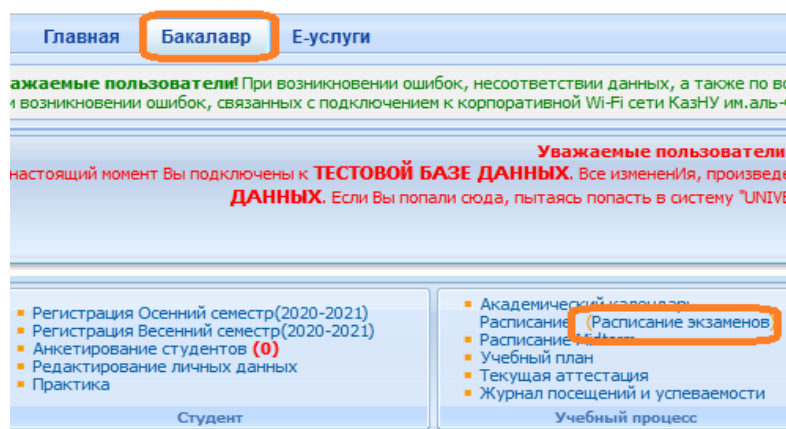 Главная Бакалавр Е-услуги
ажаемые пользователи! При возникновении ошибок, несоответствии данных, а также по во
и возникновении ошибок, связанных с подключением к корпоративной Wi-Fi сети КазНУ им.аль-
Уважаемые пользователи
настоящий момент Вы подключены к ТЕСТОВОЙ БАЗЕ ДАННЫХ. Все измененИя, произведе
ДАННЫХ. Если Вы попали сюда, пытаясь попасть в систему "UNIVE
Регистрация Осенний семестр(2020-2021)
Регистрация Весенний семестр(2020-2021)
Анкетирование студентов (0)
Редактирование личных данных
Практика
Студент
Академический календарь
Расписание (Расписание экзаменов)
Расписание Midterm
Учебный план
Текущая аттестация
Журнал посещений и успеваемости
Учебный процесс